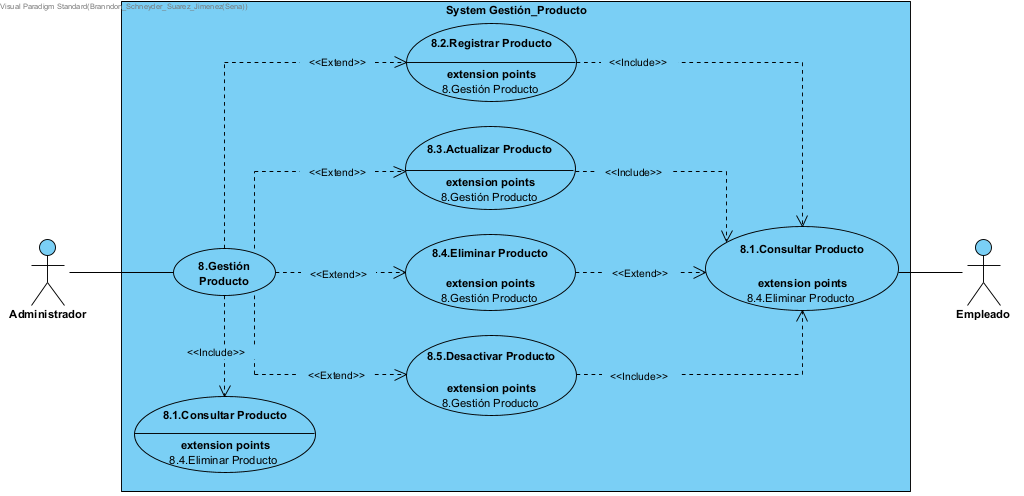 Visual Paradigm Standard(Branndon_Schneyder_Suarez_Jimenez(Sena))
System Gestión_Producto
8.2.Registrar Producto
<<Extend>>
<<Include>>
extension points
8.Gestión Producto
8.3.Actualizar Producto
<<Extend>>
<<Include>>
extension points
8.Gestión Producto
8.Gestión
Producto
8.4.Eliminar Producto
<<Extend>>
<<Extend>>
extension points
8.Gestión Producto
8.1.Consultar Producto
extension points
8.4.Eliminar Producto
Administrador
Empleado
<<Include>>
8.5.Desactivar Producto
<<Extend>>
<<Include>>
extension points
8.Gestión Producto
8.1.Consultar Producto
extension points
8.4.Eliminar Producto